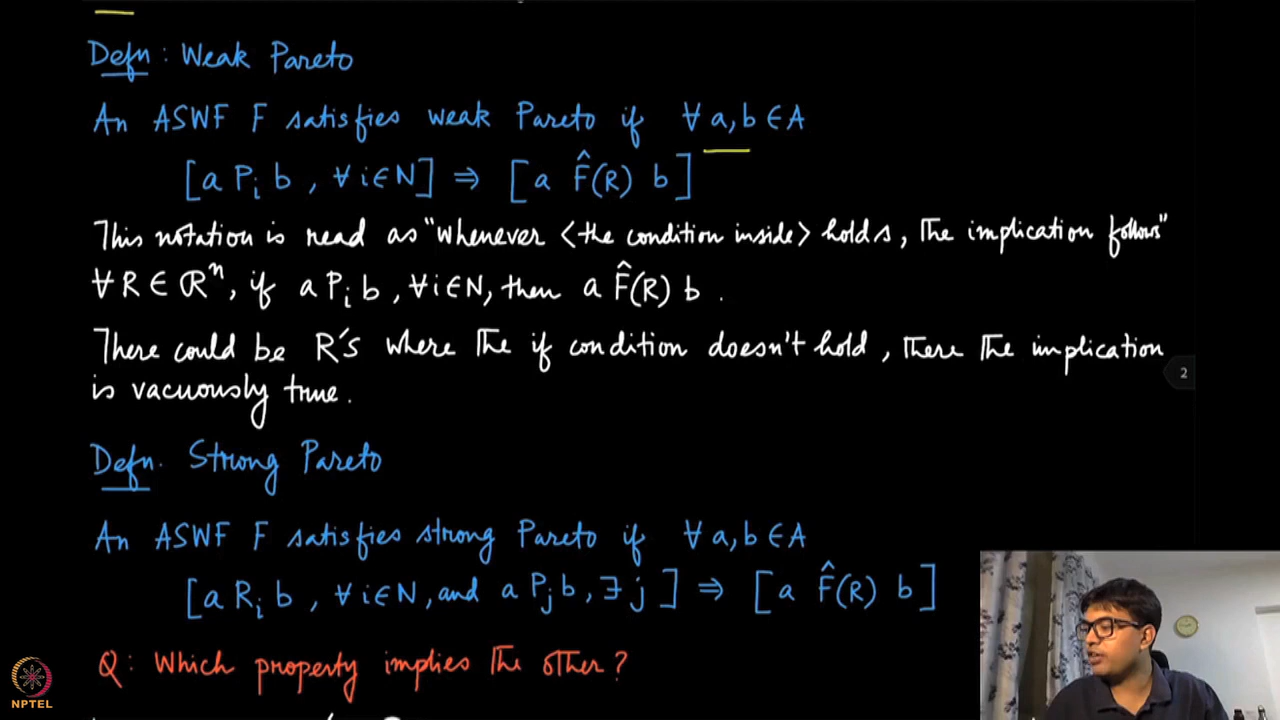 Defn: Weak Pareto
An ASWF F satisfies weak Pareto if ∀ a,b ∈ A
[a Pᵢ b, ∀ i ∈ N] ⇒ [a F̂(R) b]
This notation is read as "whenever <the condition inside> holds, the implication follows"
∀ R ∈ ℛⁿ, if a Pᵢ b, ∀ i ∈ N, then a F̂(R) b.
There could be R's where the if condition doesn't hold, there the implication
is vacuously true.
2
Defn. Strong Pareto
An ASWF F satisfies strong Pareto if ∀ a,b ∈ A
[a Rᵢ b, ∀ i ∈ N, and a Pⱼ b, ∃ j] ⇒ [a F̂(R) b]
Q: Which property implies the other?
NPTEL